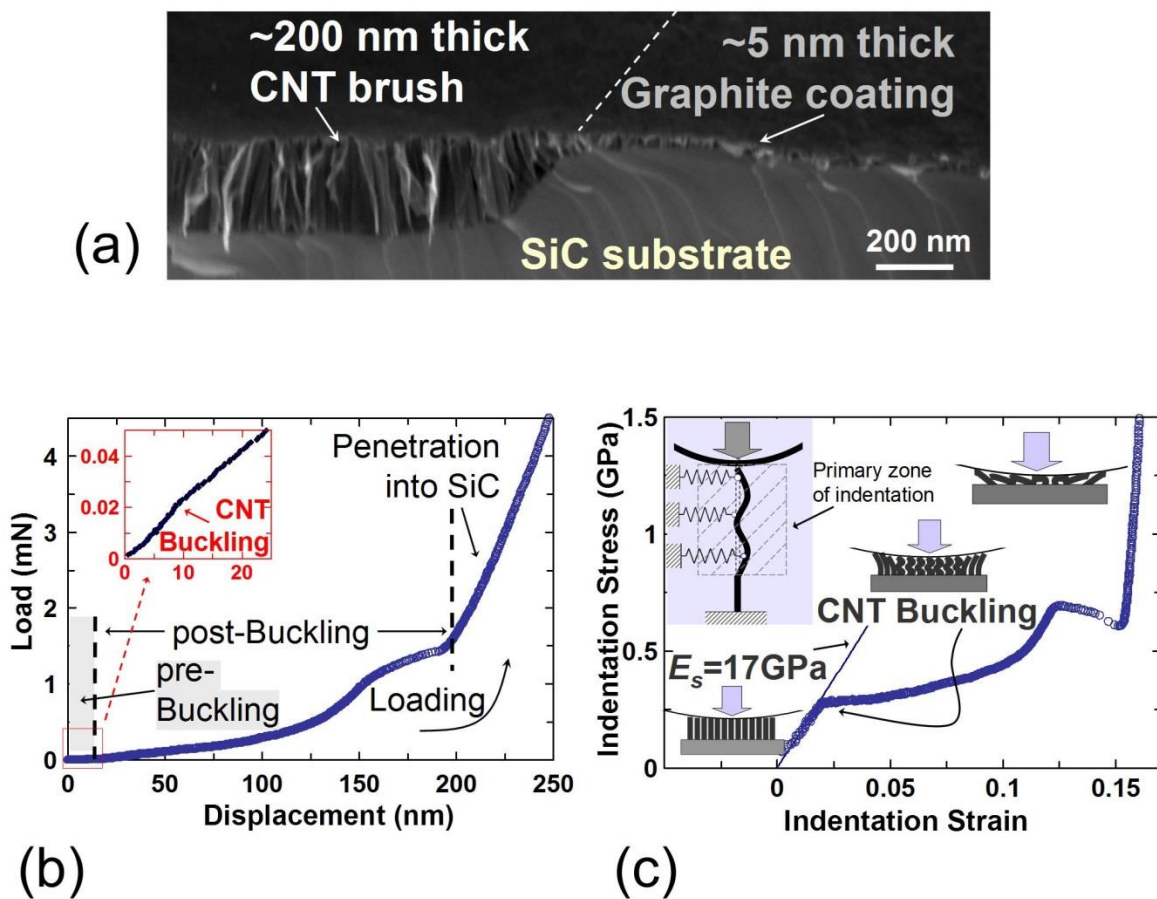 ~200 nm thick
CNT brush
~5 nm thick
Graphite coating
SiC substrate
200 nm
(a)
4
3
2
1
0
Load (mN)
0.04
0.02
0
0
10
20
CNT
Buckling
Penetration
into SiC
post-Buckling
pre-
Buckling
Loading
0
50
100
150
200
250
Displacement (nm)
(b)
1.5
1
0.5
0
Indentation Stress (GPa)
Primary zone
of indentation
CNT Buckling
Es=17GPa
0
0.05
0.1
0.15
Indentation Strain
(c)